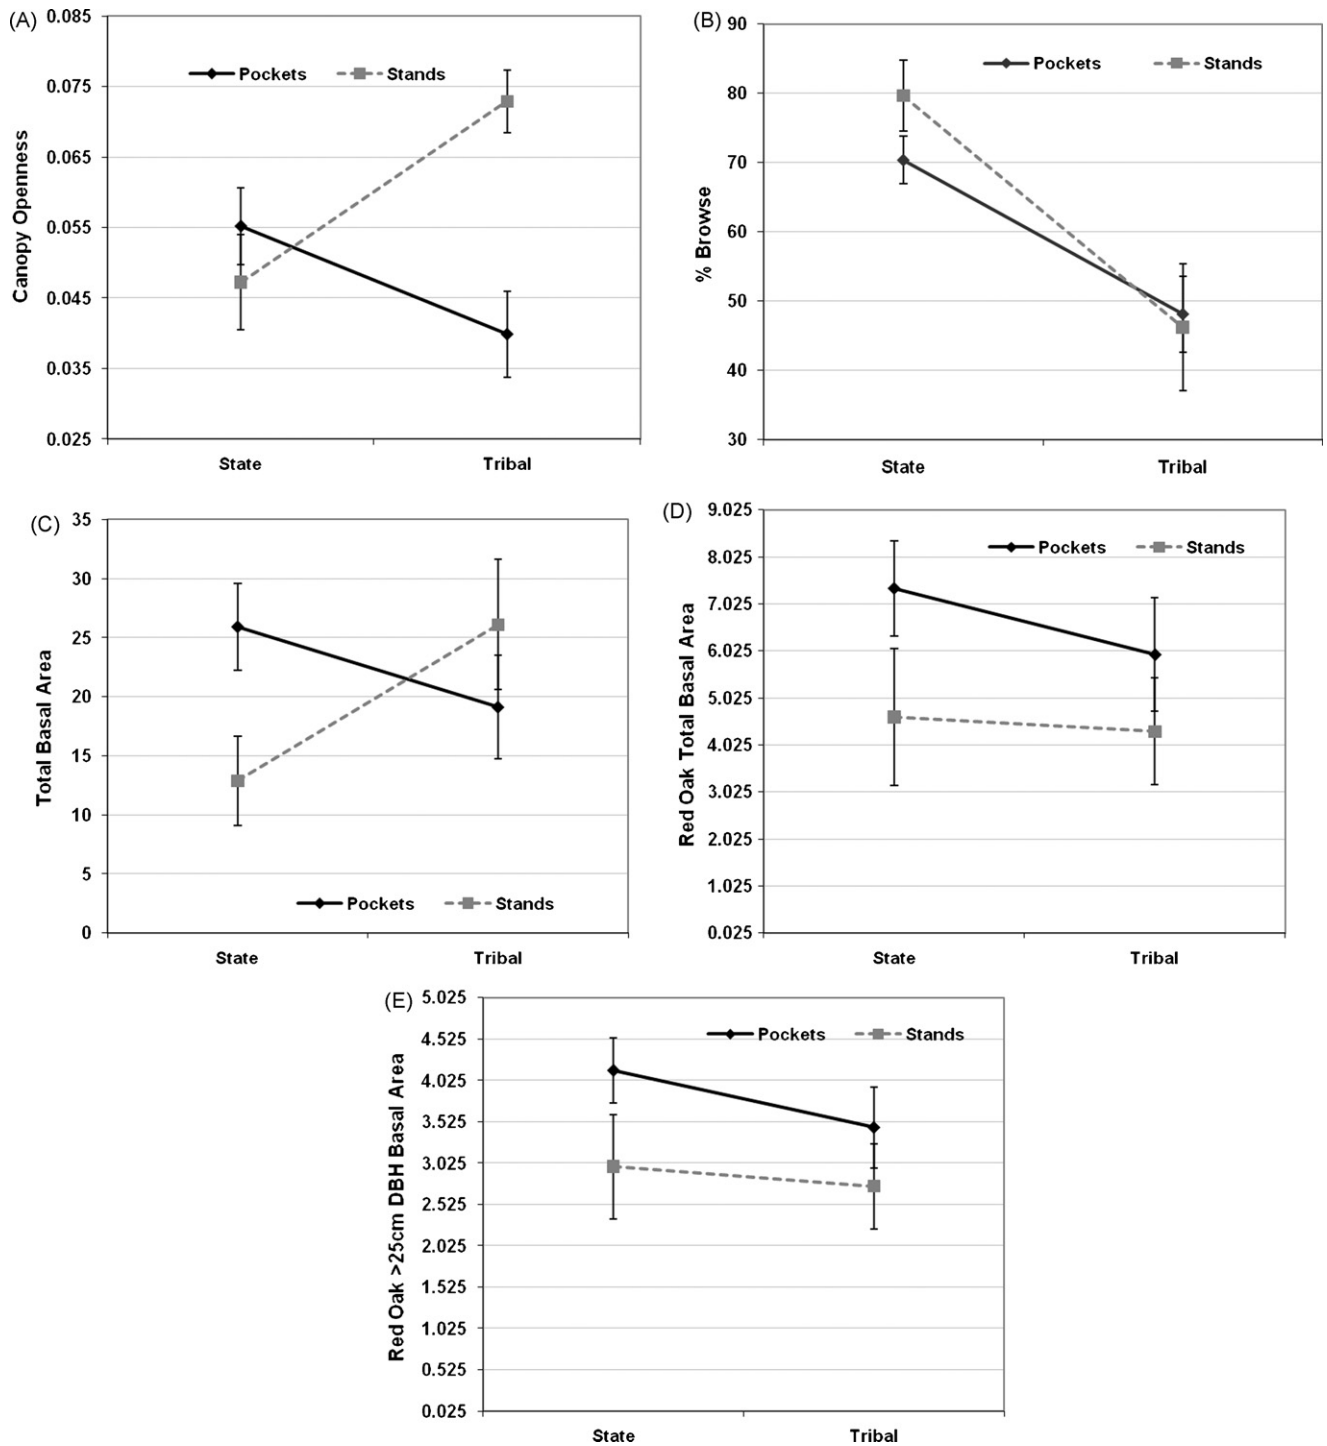 (A)
0.085
0.075
0.065
0.055
0.045
0.035
0.025
Canopy Openness
Pockets
Stands
State
Tribal
(B)
90
80
70
60
50
40
30
% Browse
Pockets
Stands
State
Tribal
(C)
35
30
25
20
15
10
5
0
Total Basal Area
Pockets
Stands
State
Tribal
(D)
9.025
8.025
7.025
6.025
5.025
4.025
3.025
2.025
1.025
0.025
Red Oak Total Basal Area
Pockets
Stands
State
Tribal
(E)
5.025
4.525
4.025
3.525
3.025
2.525
2.025
1.525
1.025
0.525
0.025
Red Oak >25cm DBH Basal Area
Pockets
Stands
State
Tribal